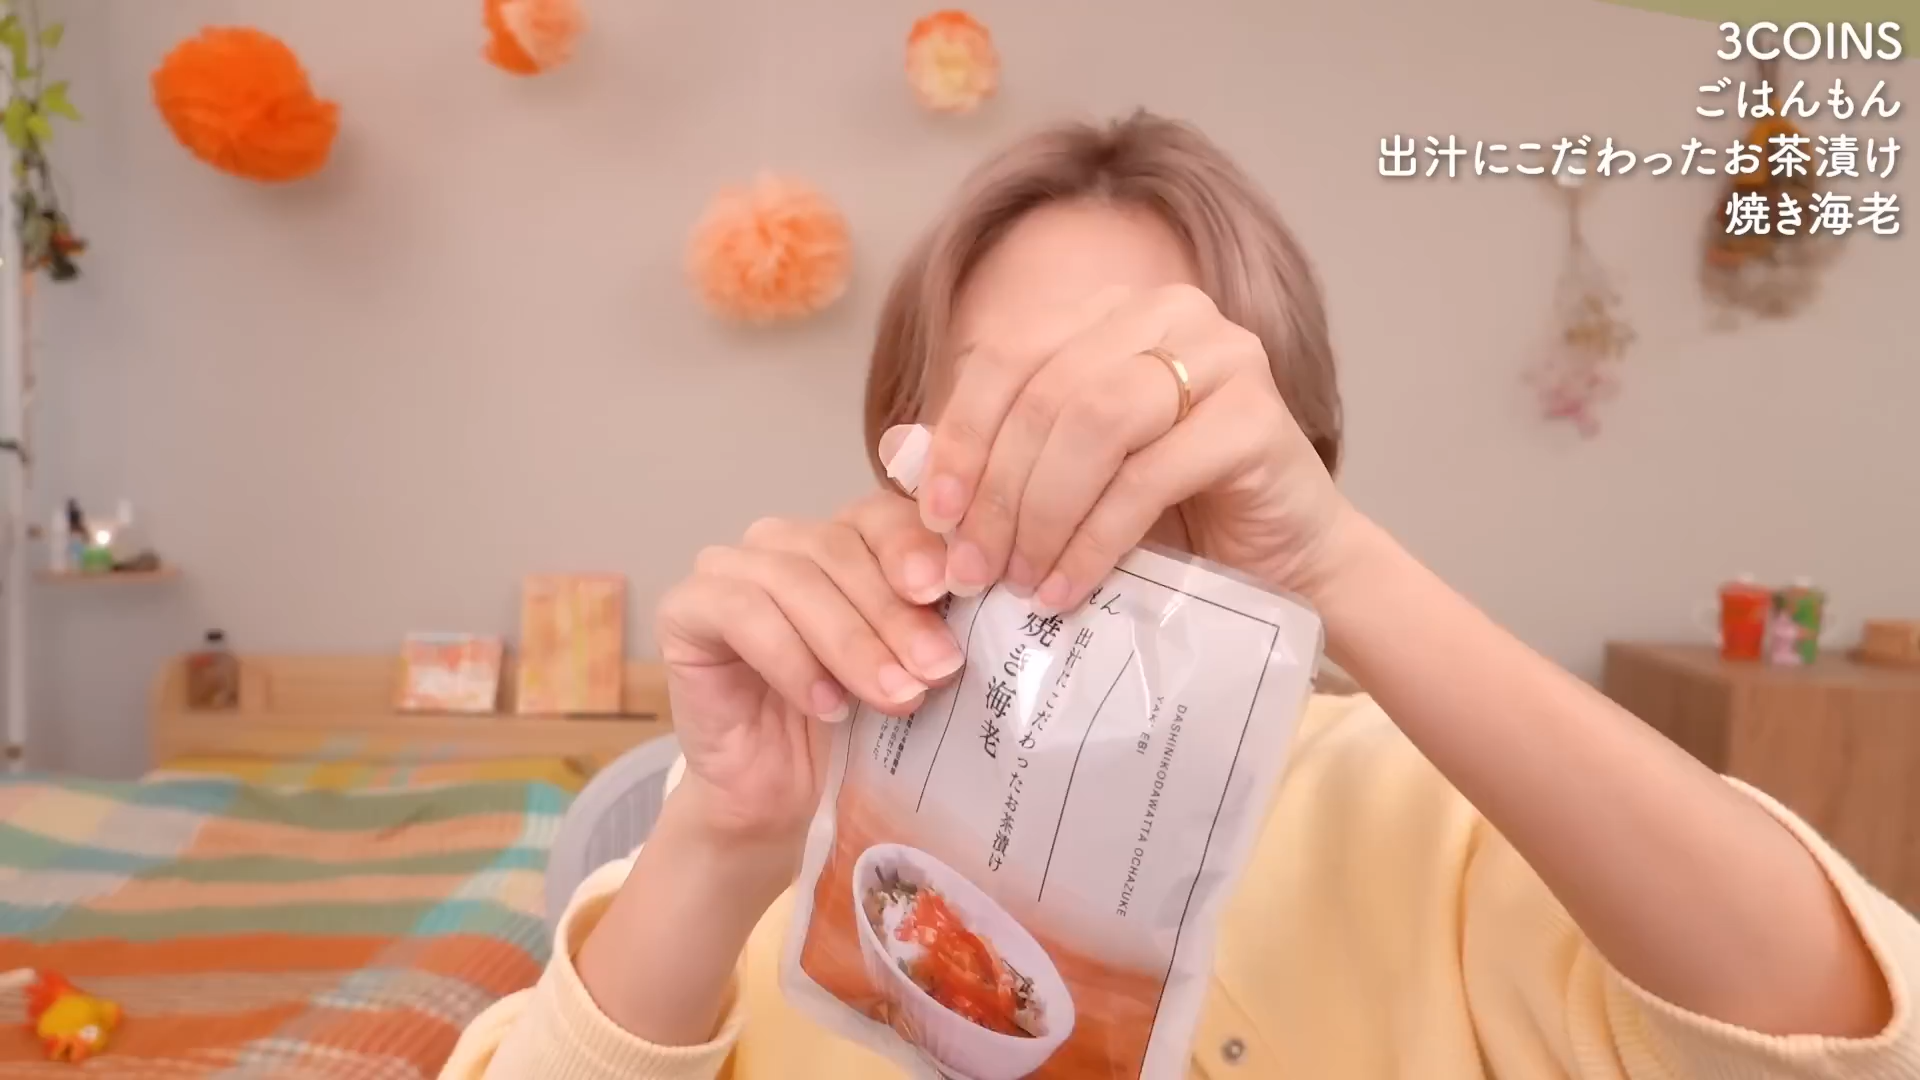 3COINS
ごはんもん
出汁にこだわったお茶漬け
焼き海老
もん
焼き海老
出汁にこだわったお茶漬け
YAKI EBI
DASHINIKODAWATTA OCHAZUKE